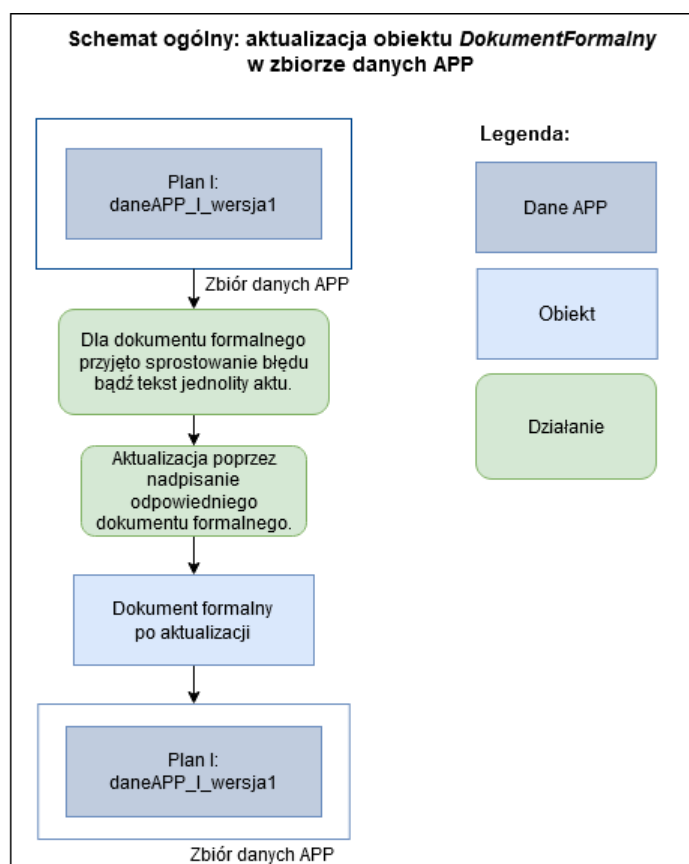 Schemat ogólny: aktualizacja obiektu DokumentFormalny
w zbiorze danych APP
Plan I:
daneAPP_I_wersja1
Zbiór danych APP
Dla dokumentu formalnego
przyjęto sprostowanie błędu
bądź tekst jednolity aktu.
Aktualizacja poprzez
nadpisanie
odpowiedniego
dokumentu formalnego.
Dokument formalny
po aktualizacji
Plan I:
daneAPP_I_wersja1
Zbiór danych APP
Legenda:
Dane APP
Obiekt
Działanie